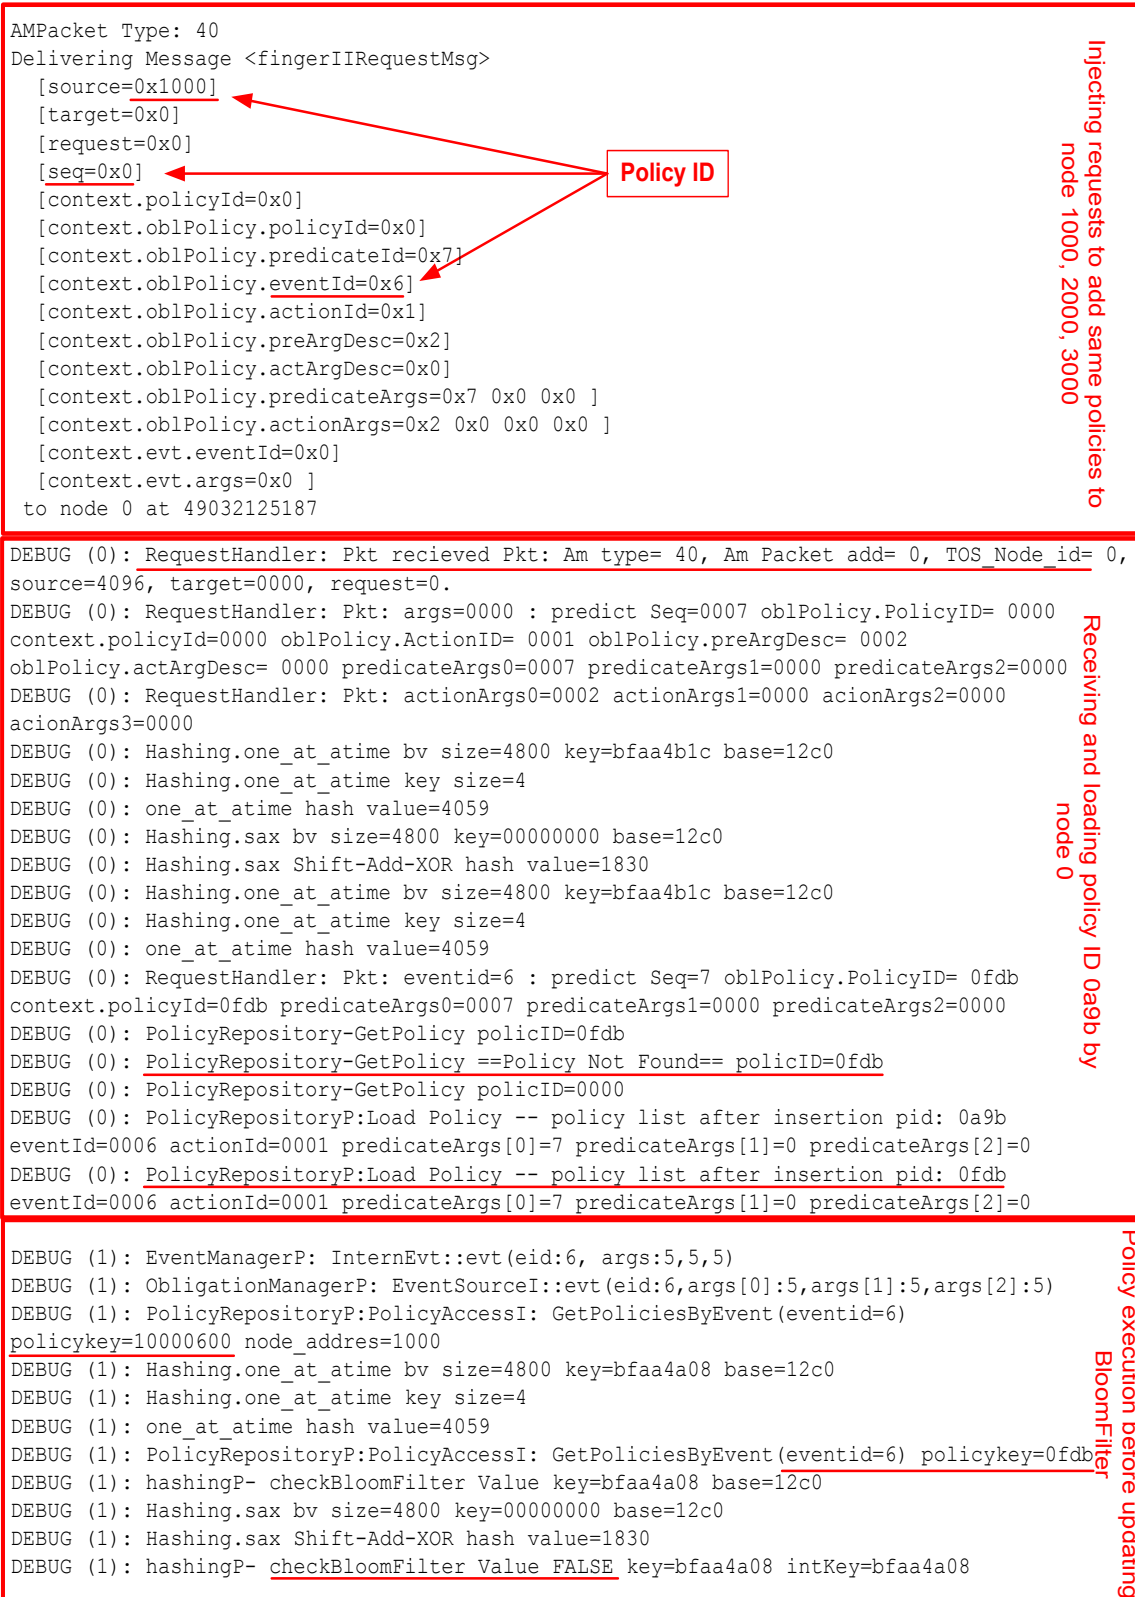 AMPacket Type: 40
Delivering Message <fingerIIRequestMsg>
[source=0x1000]
[target=0x0]
[request=0x0]
[seq=0x0]
[context.policyId=0x0]
[context.oblPolicy.policyId=0x0]
[context.oblPolicy.predicateId=0x7]
[context.oblPolicy.eventId=0x6]
[context.oblPolicy.actionId=0x1]
[context.oblPolicy.preArgDesc=0x2]
[context.oblPolicy.actArgDesc=0x0]
[context.oblPolicy.predicateArgs=0x7 0x0 0x0 ]
[context.oblPolicy.actionArgs=0x2 0x0 0x0 0x0 ]
[context.evt.eventId=0x0]
[context.evt.args=0x0 ]
to node 0 at 49032125187
Policy ID
Injecting requests to add same policies to
node 1000, 2000, 3000
DEBUG (0): RequestHandler: Pkt recieved Pkt: Am type= 40, Am Packet add= 0, TOS_Node_id= 0,
source=4096, target=0000, request=0.
DEBUG (0): RequestHandler: Pkt: args=0000 : predict Seq=0007 oblPolicy.PolicyID= 0000
context.policyId=0000 oblPolicy.ActionID= 0001 oblPolicy.preArgDesc= 0002
oblPolicy.actArgDesc= 0000 predicateArgs0=0007 predicateArgs1=0000 predicateArgs2=0000
DEBUG (0): RequestHandler: Pkt: actionArgs0=0002 actionArgs1=0000 acionArgs2=0000
acionArgs3=0000
DEBUG (0): Hashing.one_at_atime bv size=4800 key=bfaa4b1c base=12c0
DEBUG (0): Hashing.one_at_atime key size=4
DEBUG (0): one_at_atime hash value=4059
DEBUG (0): Hashing.sax bv size=4800 key=00000000 base=12c0
DEBUG (0): Hashing.sax Shift-Add-XOR hash value=1830
DEBUG (0): Hashing.one_at_atime bv size=4800 key=bfaa4b1c base=12c0
DEBUG (0): Hashing.one_at_atime key size=4
DEBUG (0): one_at_atime hash value=4059
DEBUG (0): RequestHandler: Pkt: eventid=6 : predict Seq=7 oblPolicy.PolicyID= 0fdb
context.policyId=0fdb predicateArgs0=0007 predicateArgs1=0000 predicateArgs2=0000
DEBUG (0): PolicyRepository-GetPolicy policID=0fdb
DEBUG (0): PolicyRepository-GetPolicy ==Policy Not Found== policID=0fdb
DEBUG (0): PolicyRepository-GetPolicy policID=0000
DEBUG (0): PolicyRepositoryP:Load Policy -- policy list after insertion pid: 0a9b
eventId=0006 actionId=0001 predicateArgs[0]=7 predicateArgs[1]=0 predicateArgs[2]=0
DEBUG (0): PolicyRepositoryP:Load Policy -- policy list after insertion pid: 0fdb
eventId=0006 actionId=0001 predicateArgs[0]=7 predicateArgs[1]=0 predicateArgs[2]=0
Receiving and loading policy ID 0a9b by
node 0
DEBUG (1): EventManagerP: InternEvt::evt(eid:6, args:5,5,5)
DEBUG (1): ObligationManagerP: EventSourceI::evt(eid:6,args[0]:5,args[1]:5,args[2]:5)
DEBUG (1): PolicyRepositoryP:PolicyAccessI: GetPoliciesByEvent(eventid=6)
policykey=10000600 node_addres=1000
DEBUG (1): Hashing.one_at_atime bv size=4800 key=bfaa4a08 base=12c0
DEBUG (1): Hashing.one_at_atime key size=4
DEBUG (1): one_at_atime hash value=4059
DEBUG (1): PolicyRepositoryP:PolicyAccessI: GetPoliciesByEvent(eventid=6) policykey=0fdb
DEBUG (1): hashingP- checkBloomFilter Value key=bfaa4a08 base=12c0
DEBUG (1): Hashing.sax bv size=4800 key=00000000 base=12c0
DEBUG (1): Hashing.sax Shift-Add-XOR hash value=1830
DEBUG (1): hashingP- checkBloomFilter Value FALSE key=bfaa4a08 intKey=bfaa4a08
Policy execution before updating
BloomFilter